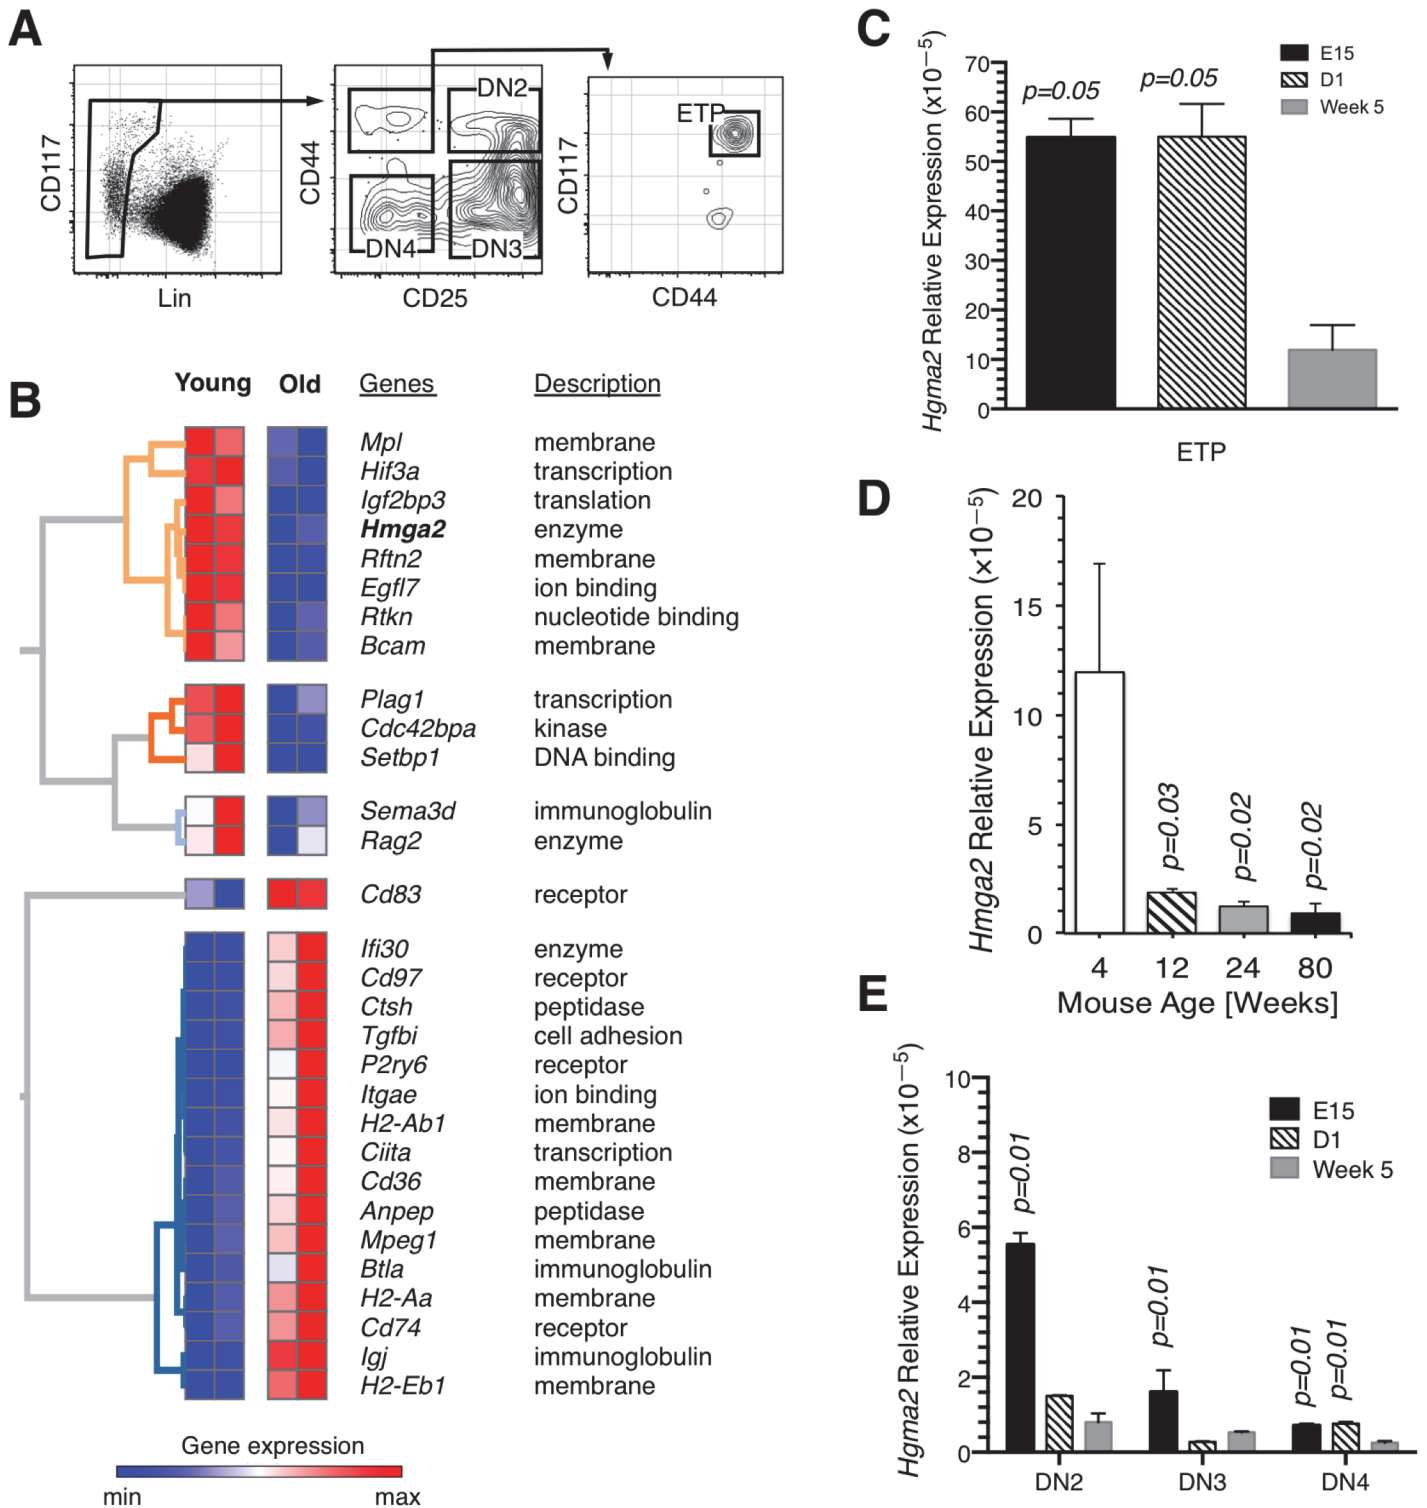 A
CD117
Lin
CD44
DN2
DN4
DN3
CD25
CD117
ETP
CD44
B
Young Old Genes Description
Mpl membrane
Hif3a transcription
Igf2bp3 translation
Hmga2 enzyme
Rftn2 membrane
Egfl7 ion binding
Rtkn nucleotide binding
Bcam membrane
Plag1 transcription
Cdc42bpa kinase
Setbp1 DNA binding
Sema3d immunoglobulin
Rag2 enzyme
Cd83 receptor
Ifi30 enzyme
Cd97 receptor
Ctsh peptidase
Tgfbi cell adhesion
P2ry6 receptor
Itgae ion binding
H2-Ab1 membrane
Ciita transcription
Cd36 membrane
Anpep peptidase
Mpeg1 membrane
Btla immunoglobulin
H2-Aa membrane
Cd74 receptor
Igj immunoglobulin
H2-Eb1 membrane
Gene expression
min max
C
Hgma2 Relative Expression (x10⁻⁵)
70
60
50
40
30
20
10
0
p=0.05 p=0.05
E15
D1
Week 5
ETP
D
Hmga2 Relative Expression (×10⁻⁵)
20
15
10
5
0
p=0.03
p=0.02
p=0.02
4 12 24 80
Mouse Age [Weeks]
E
Hgma2 Relative Expression (×10⁻⁵)
10
8
6
4
2
0
p=0.01
p=0.01
p=0.01
p=0.01
E15
D1
Week 5
DN2 DN3 DN4